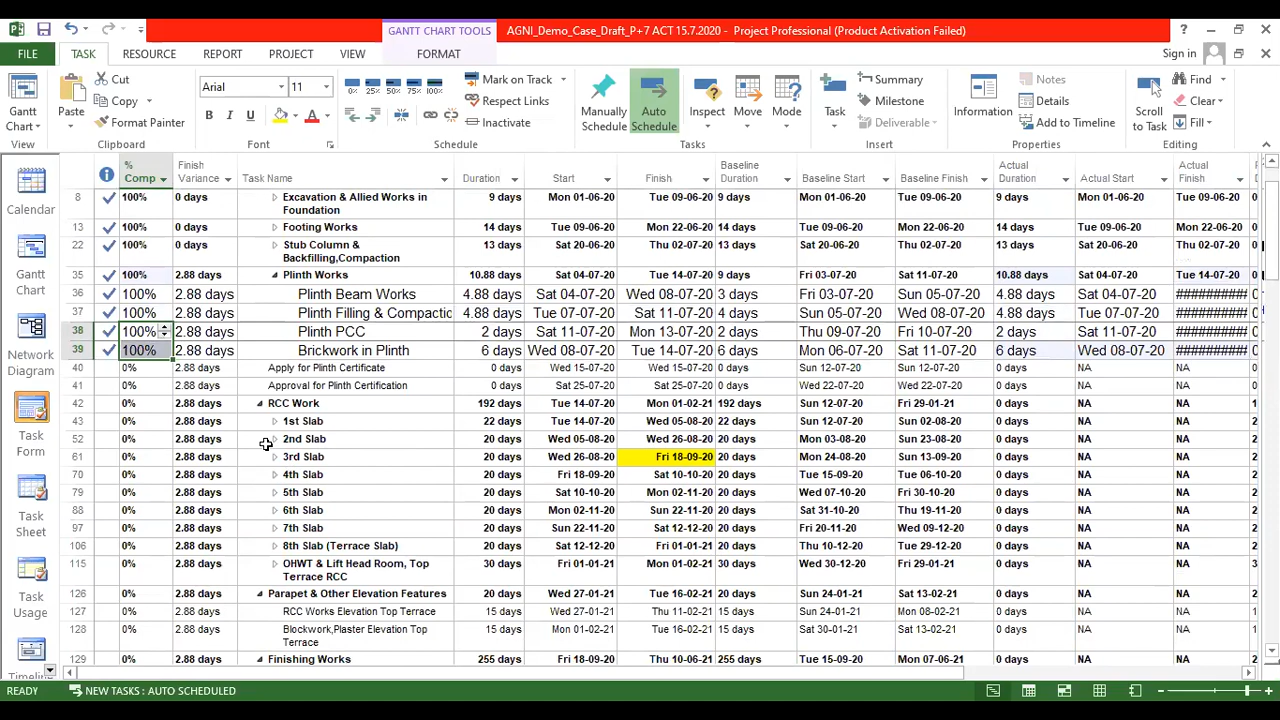 GANTT CHART TOOLS
AGNI_Demo_Case_Draft_P+7 ACT 15.7.2020 - Project Professional (Product Activation Failed)
FILE TASK RESOURCE REPORT PROJECT VIEW FORMAT Sign in
Gantt Chart
View
Paste
Cut
Copy
Format Painter
Clipboard
Arial 11
B I U
Font
0% 25% 50% 75% 100%
Mark on Track
Respect Links
Inactivate
Schedule
Manually Schedule
Auto Schedule
Inspect
Move
Mode
Tasks
Task
Summary
Milestone
Deliverable
Insert
Information
Notes
Details
Add to Timeline
Properties
Scroll to Task
Find
Clear
Fill
Editing
Calendar
Gantt Chart
Network Diagram
Task Form
Task Sheet
Task Usage
Timeline
% Comp Finish Variance Task Name Duration Start Finish Baseline Duration Baseline Start Baseline Finish Actual Duration Actual Start Actual Finish
8 100% 0 days Excavation & Allied Works in Foundation 9 days Mon 01-06-20 Tue 09-06-20 9 days Mon 01-06-20 Tue 09-06-20 9 days Mon 01-06-20 Tue 09-06-20
13 100% 0 days Footing Works 14 days Tue 09-06-20 Mon 22-06-20 14 days Tue 09-06-20 Mon 22-06-20 14 days Tue 09-06-20 Mon 22-06-20
22 100% 0 days Stub Column & Backfilling,Compaction 13 days Sat 20-06-20 Thu 02-07-20 13 days Sat 20-06-20 Thu 02-07-20 13 days Sat 20-06-20 Thu 02-07-20
35 100% 2.88 days Plinth Works 10.88 days Sat 04-07-20 Tue 14-07-20 9 days Fri 03-07-20 Sat 11-07-20 10.88 days Sat 04-07-20 Tue 14-07-20
36 100% 2.88 days Plinth Beam Works 4.88 days Sat 04-07-20 Wed 08-07-20 3 days Fri 03-07-20 Sun 05-07-20 4.88 days Sat 04-07-20 ##########
37 100% 2.88 days Plinth Filling & Compactic 4.88 days Tue 07-07-20 Sat 11-07-20 4 days Sun 05-07-20 Wed 08-07-20 4.88 days Tue 07-07-20 ##########
38 100% 2.88 days Plinth PCC 2 days Sat 11-07-20 Mon 13-07-20 2 days Thu 09-07-20 Fri 10-07-20 2 days Sat 11-07-20 ##########
39 100% 2.88 days Brickwork in Plinth 6 days Wed 08-07-20 Tue 14-07-20 6 days Mon 06-07-20 Sat 11-07-20 6 days Wed 08-07-20 ##########
40 0% 2.88 days Apply for Plinth Certificate 0 days Wed 15-07-20 Wed 15-07-20 0 days Sun 12-07-20 Sun 12-07-20 0 days NA NA
41 0% 2.88 days Approval for Plinth Certification 0 days Sat 25-07-20 Sat 25-07-20 0 days Wed 22-07-20 Wed 22-07-20 0 days NA NA
42 0% 2.88 days RCC Work 192 days Tue 14-07-20 Mon 01-02-21 192 days Sun 12-07-20 Fri 29-01-21 0 days NA NA
43 0% 2.88 days 1st Slab 22 days Tue 14-07-20 Wed 05-08-20 22 days Sun 12-07-20 Sun 02-08-20 0 days NA NA
52 0% 2.88 days 2nd Slab 20 days Wed 05-08-20 Wed 26-08-20 20 days Mon 03-08-20 Sun 23-08-20 0 days NA NA
61 0% 2.88 days 3rd Slab 20 days Wed 26-08-20 Fri 18-09-20 20 days Mon 24-08-20 Sun 13-09-20 0 days NA NA
70 0% 2.88 days 4th Slab 20 days Fri 18-09-20 Sat 10-10-20 20 days Tue 15-09-20 Tue 06-10-20 0 days NA NA
79 0% 2.88 days 5th Slab 20 days Sat 10-10-20 Mon 02-11-20 20 days Wed 07-10-20 Fri 30-10-20 0 days NA NA
88 0% 2.88 days 6th Slab 20 days Mon 02-11-20 Sun 22-11-20 20 days Sat 31-10-20 Thu 19-11-20 0 days NA NA
97 0% 2.88 days 7th Slab 20 days Sun 22-11-20 Sat 12-12-20 20 days Fri 20-11-20 Wed 09-12-20 0 days NA NA
106 0% 2.88 days 8th Slab (Terrace Slab) 20 days Sat 12-12-20 Fri 01-01-21 20 days Thu 10-12-20 Tue 29-12-20 0 days NA NA
115 0% 2.88 days OHWT & Lift Head Room, Top Terrace RCC 30 days Fri 01-01-21 Mon 01-02-21 30 days Wed 30-12-20 Fri 29-01-21 0 days NA NA
126 0% 2.88 days Parapet & Other Elevation Features 20 days Wed 27-01-21 Tue 16-02-21 20 days Sun 24-01-21 Sat 13-02-21 0 days NA NA
127 0% 2.88 days RCC Works Elevation Top Terrace 15 days Wed 27-01-21 Thu 11-02-21 15 days Sun 24-01-21 Mon 08-02-21 0 days NA NA
128 0% 2.88 days Blockwork,Plaster Elevation Top Terrace 15 days Mon 01-02-21 Tue 16-02-21 15 days Sat 30-01-21 Sat 13-02-21 0 days NA NA
129 0% 2.88 days Finishing Works 255 days Fri 18-09-20 Thu 10-06-21 255 days Tue 15-09-20 Mon 07-06-21 0 days NA NA
READY NEW TASKS : AUTO SCHEDULED